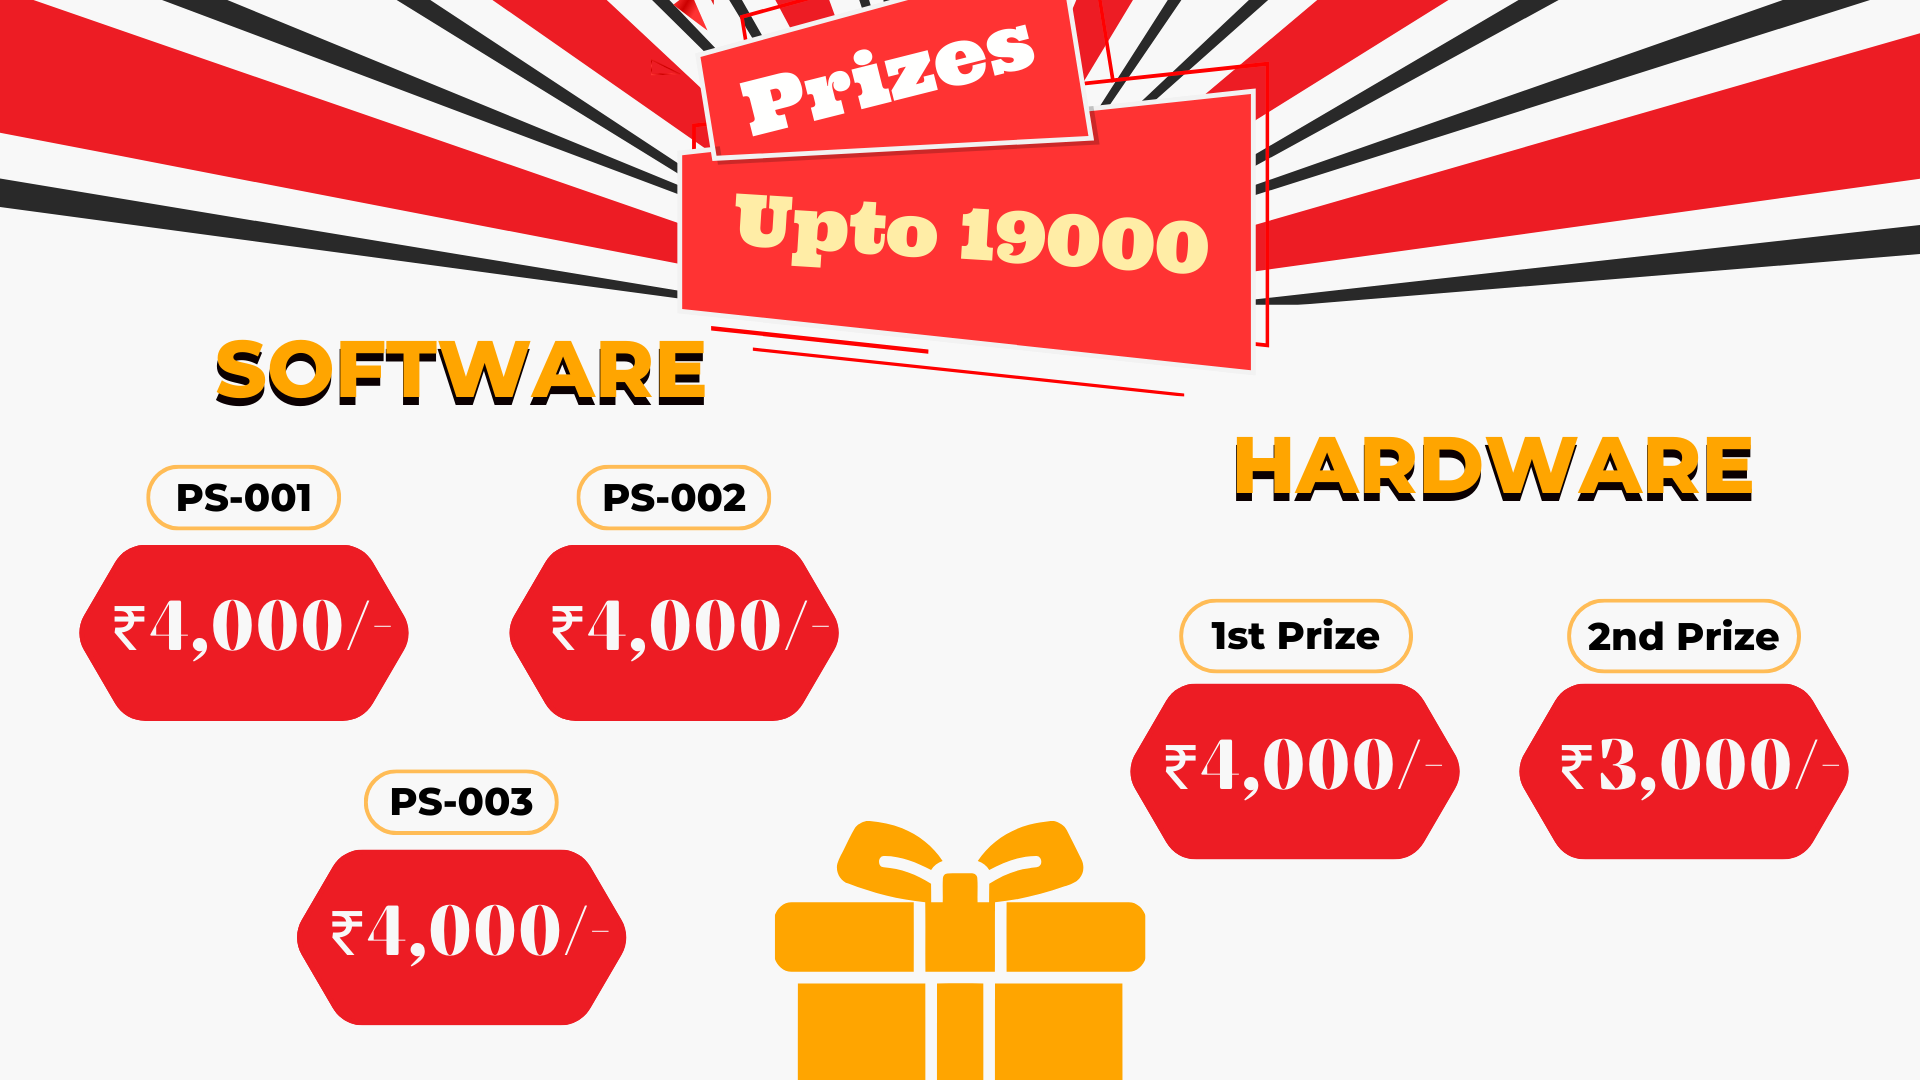 Prizes
Upto 19000
SOFTWARE
PS-001
₹4,000/-
PS-002
₹4,000/-
PS-003
₹4,000/-
HARDWARE
1st Prize
₹4,000/-
2nd Prize
₹3,000/-